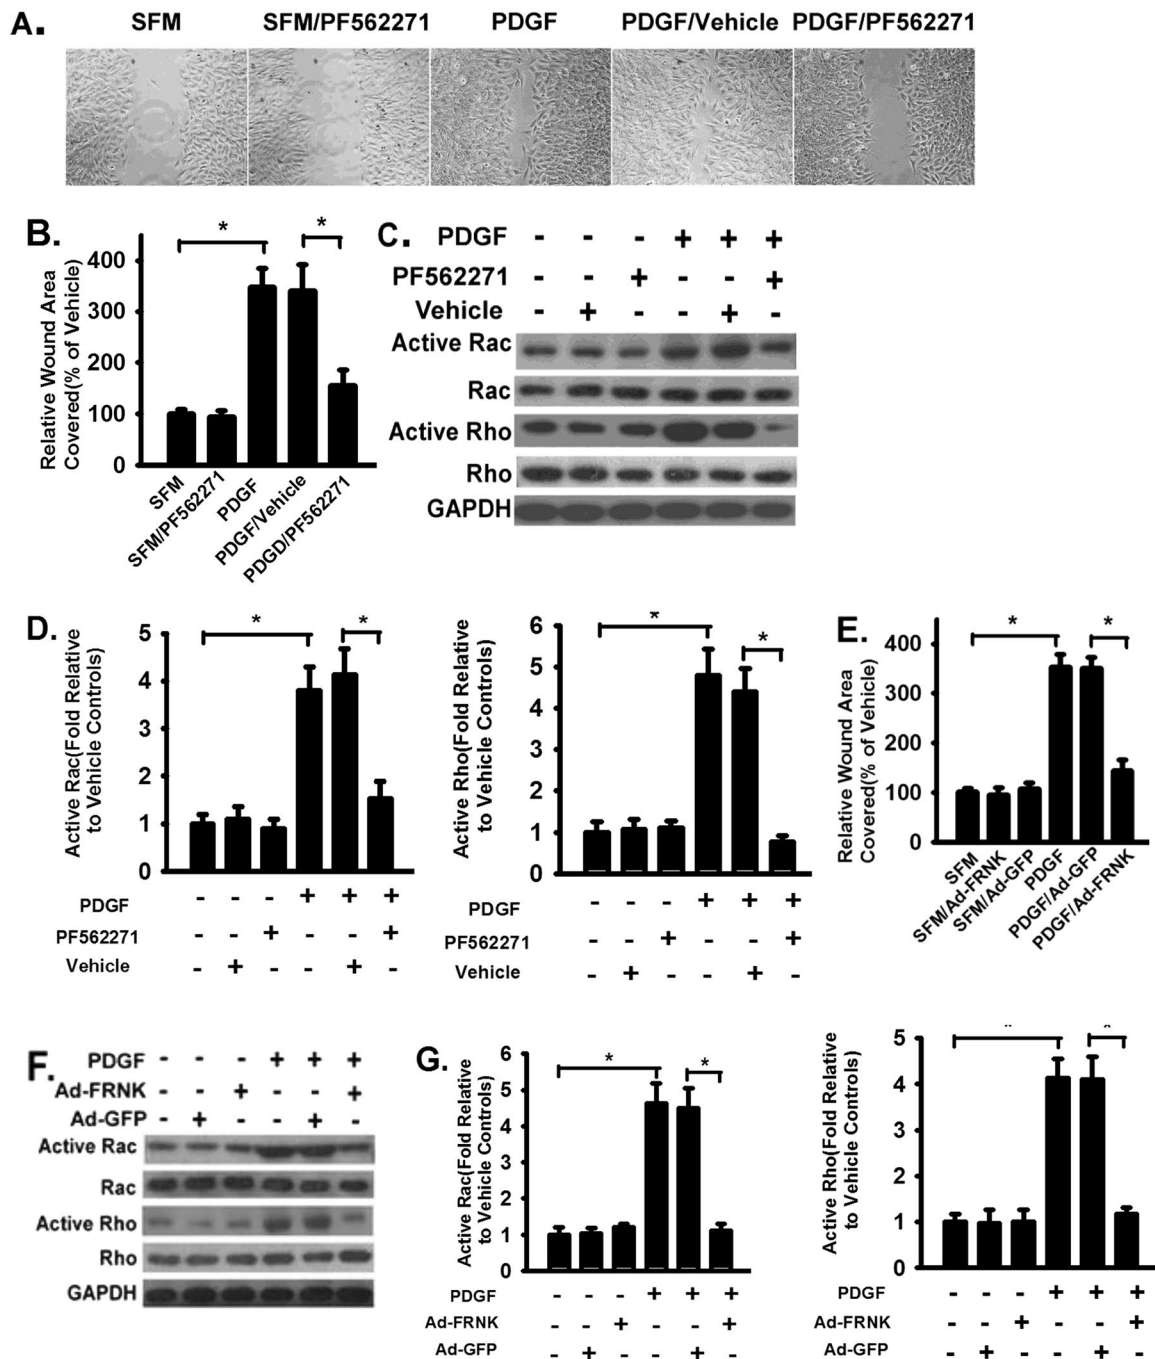 A. SFM SFM/PF562271 PDGF PDGF/Vehicle PDGF/PF562271
B.
Relative Wound Area
Covered(% of Vehicle)
400
300
200
100
0
* *
SFM
SFM/PF562271
PDGF
PDGF/Vehicle
PDGD/PF562271
C. PDGF - - - + + +
PF562271 - - + - - +
Vehicle - + - - + -
Active Rac
Rac
Active Rho
Rho
GAPDH
D.
Active Rac(Fold Relative
to Vehicle Controls)
5
4
3
2
1
0
* *
PDGF - - - + + +
PF562271 - - + - - +
Vehicle - + - - + -
Active Rho(Fold Relative
to Vehicle Controls)
6
5
4
3
2
1
0
* *
PDGF - - - + + +
PF562271 - - + - - +
Vehicle - + - - + -
E.
Relative Wound Area
Covered(% of Vehicle)
400
300
200
100
0
* *
SFM
SFM/Ad-FRNK
SFM/Ad-GFP
PDGF
PDGF/Ad-GFP
PDGF/Ad-FRNK
F. PDGF - - - + + +
Ad-FRNK - - + - - +
Ad-GFP - + - - + -
Active Rac
Rac
Active Rho
Rho
GAPDH
G.
Active Rac(Fold Relative
to Vehicle Controls)
6
5
4
3
2
1
0
* *
PDGF - - - + + +
Ad-FRNK - - + - - +
Ad-GFP - + - - + -
Active Rho(Fold Relative
to Vehicle Controls)
5
4
3
2
1
0
* *
PDGF - - - + + +
Ad-FRNK - - + - - +
Ad-GFP - + - - + -